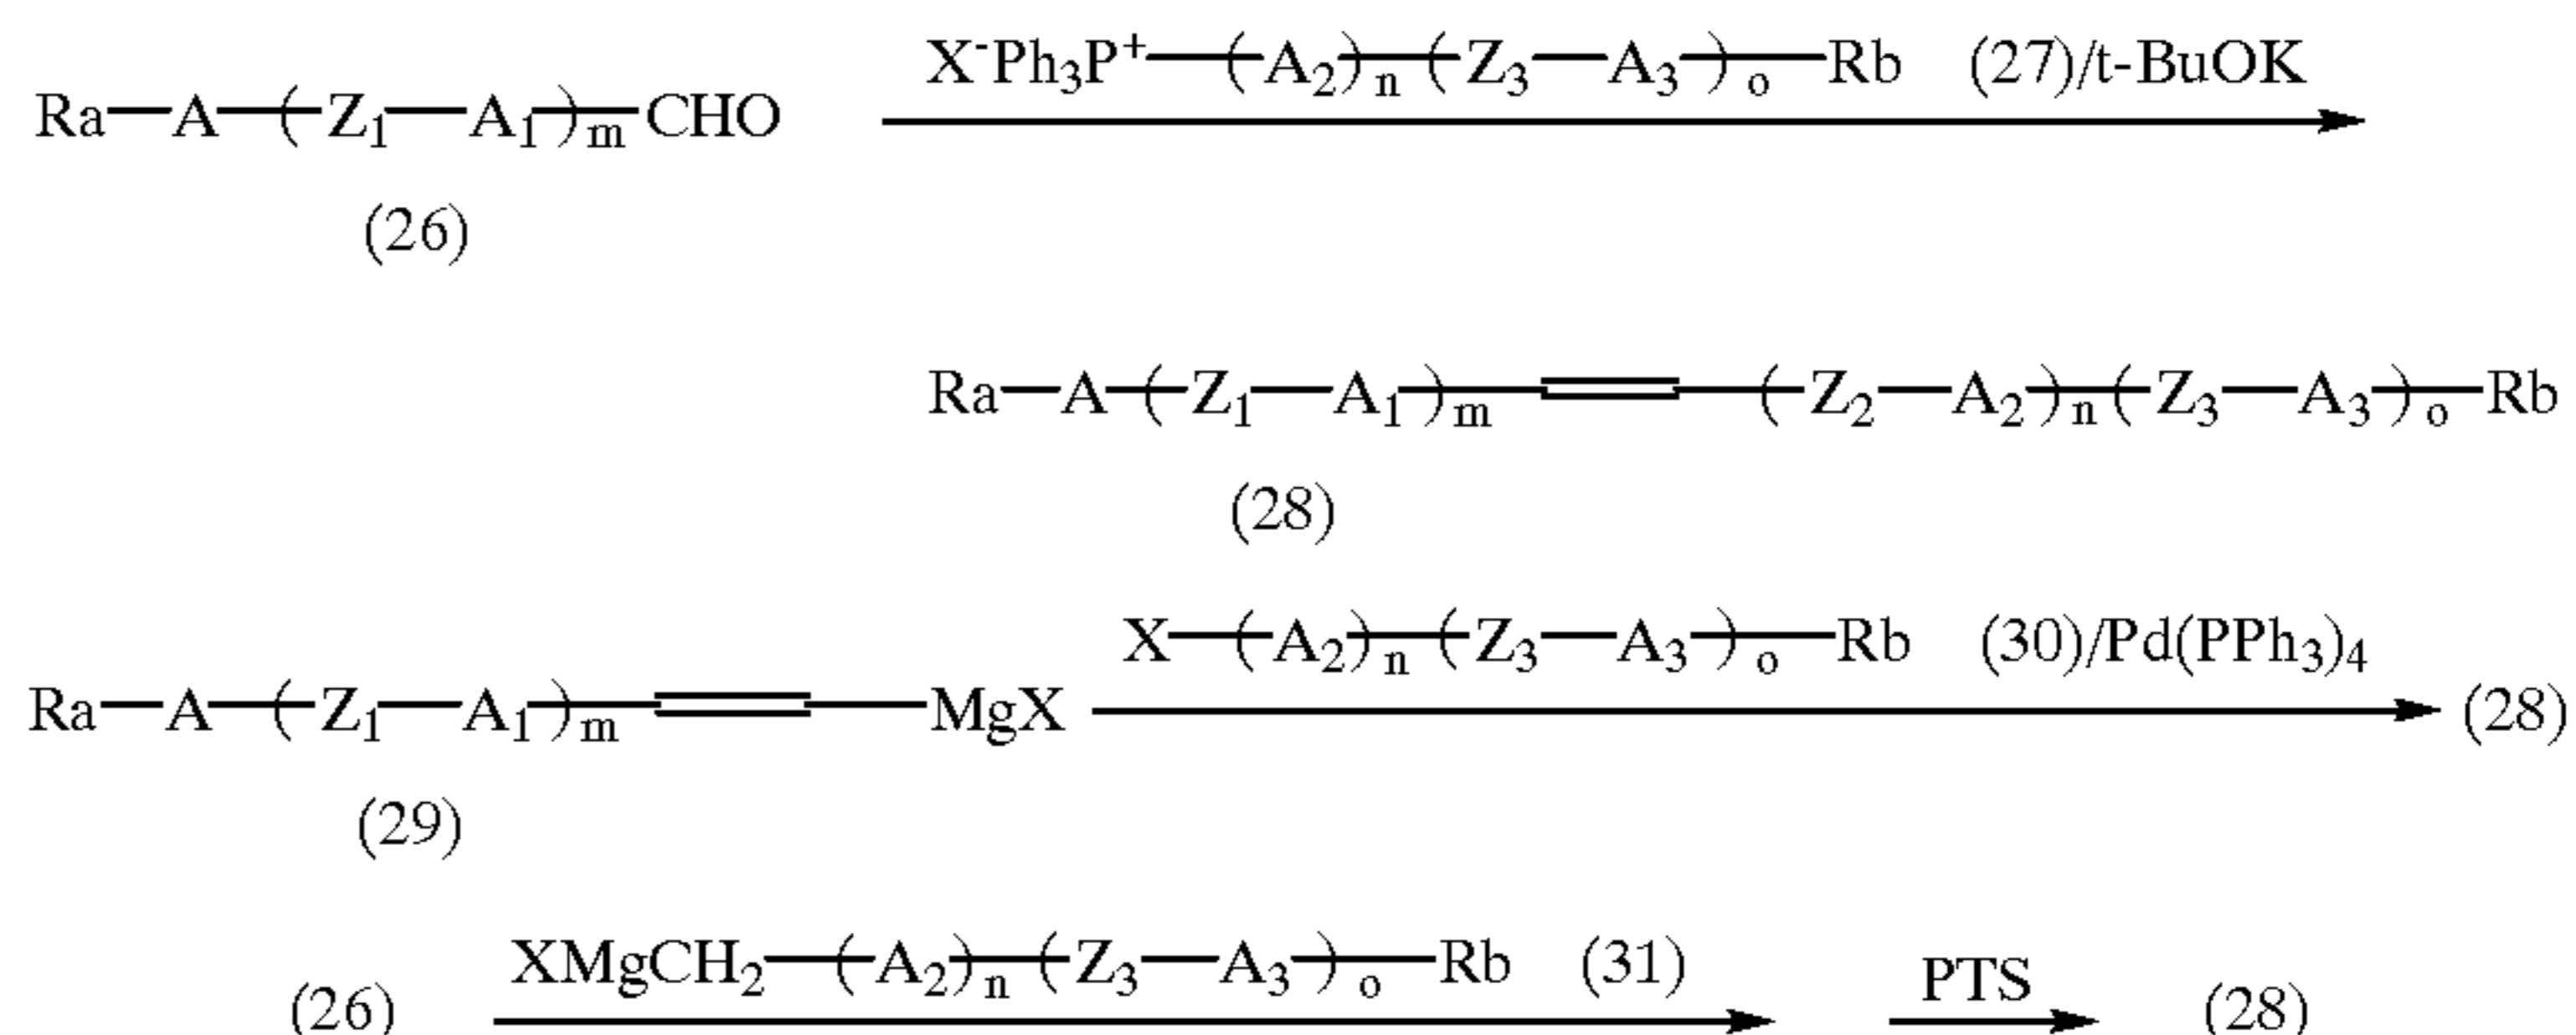 X⁻Ph₃P⁺—(A₂)ₙ(Z₃—A₃)ₒ—Rb (27)/t-BuOK
Ra—A—(Z₁—A₁)ₘ—CHO
(26)
Ra—A—(Z₁—A₁)ₘ—=—(Z₂—A₂)ₙ(Z₃—A₃)ₒ—Rb
(28)
X—(A₂)ₙ(Z₃—A₃)ₒ—Rb (30)/Pd(PPh₃)₄
Ra—A—(Z₁—A₁)ₘ—=—MgX (28)
(29)
XMgCH₂—(A₂)ₙ(Z₃—A₃)ₒ—Rb (31) PTS
(26) (28)